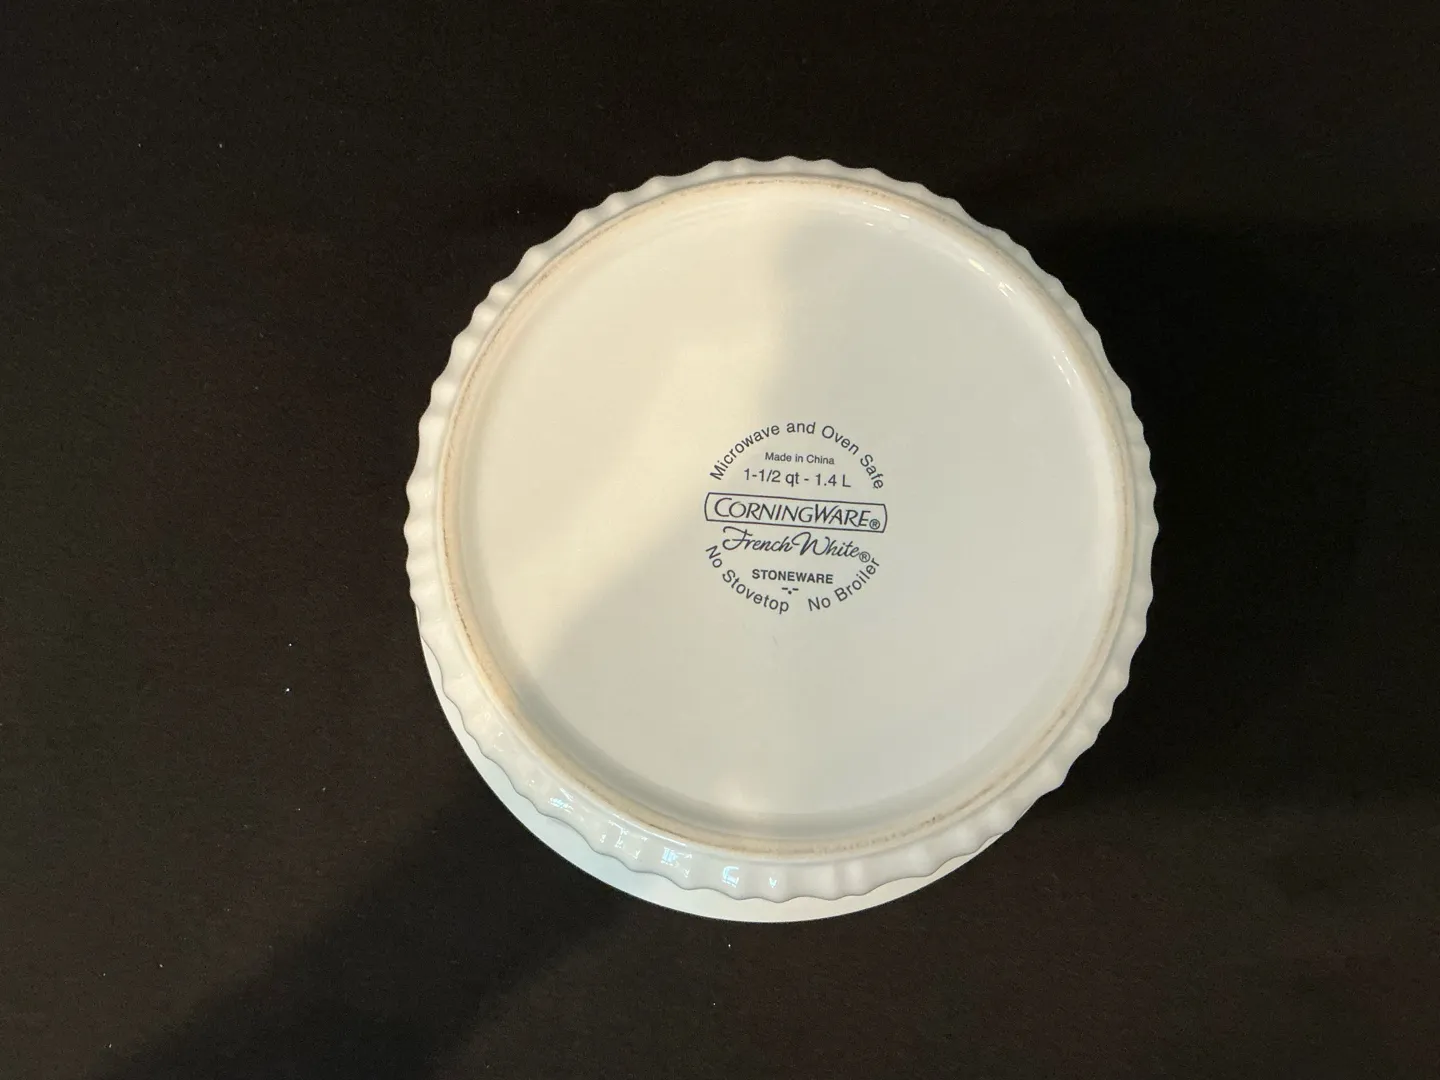 Microwave and Oven Safe
Made in China
1-1/2 qt - 1.4 L
CORNINGWARE®
French White®
STONEWARE
No Stovetop No Broiler